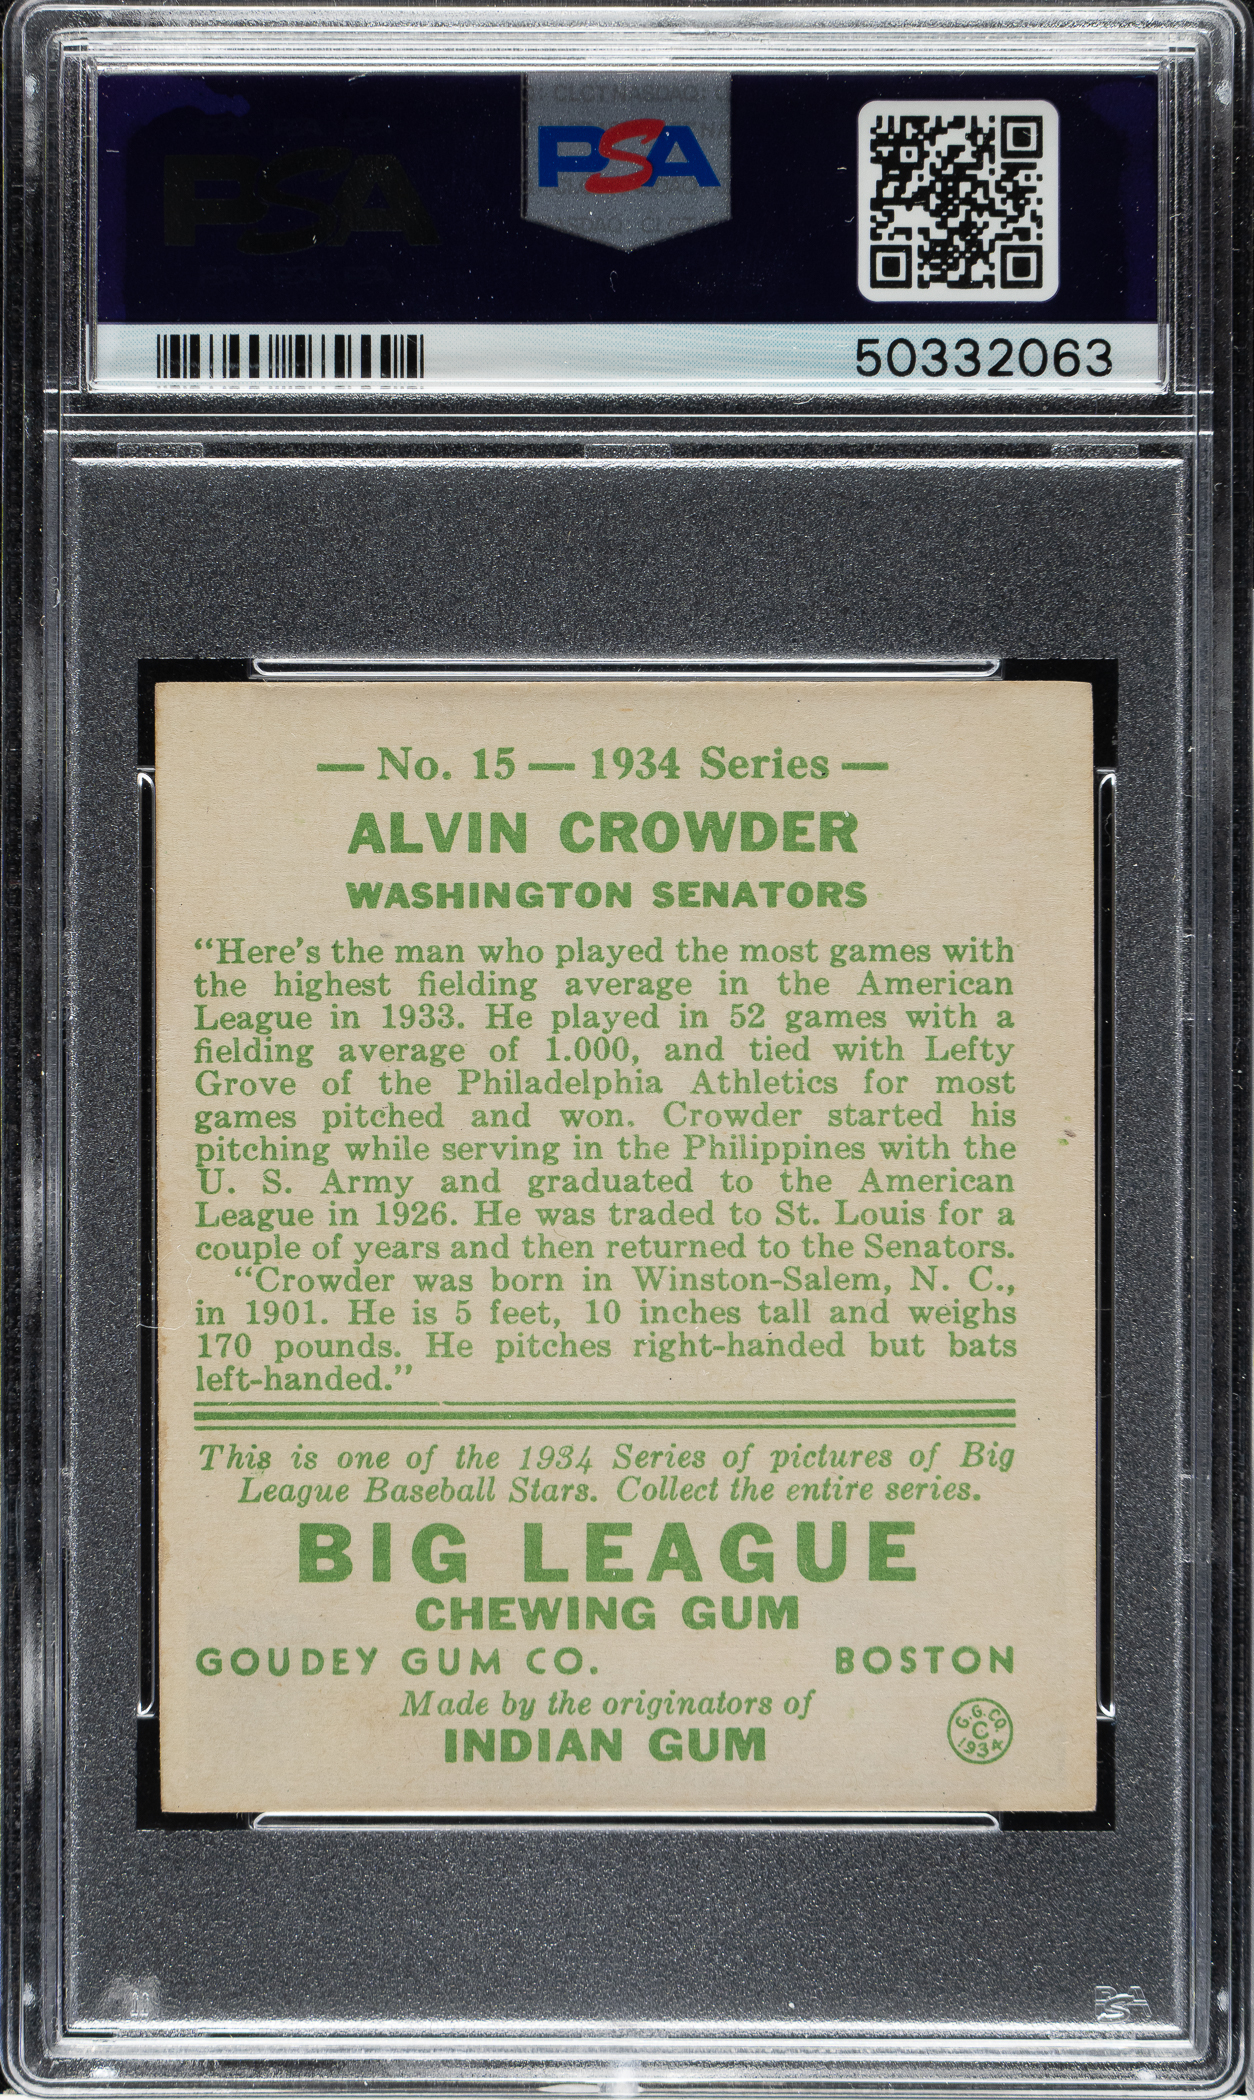 CLCT NASDAQ:
PSA
PSA
NASDAQ: CLCT
50332063
— No. 15 — 1934 Series —
ALVIN CROWDER
WASHINGTON SENATORS
“Here's the man who played the most games with
the highest fielding average in the American
League in 1933. He played in 52 games with a
fielding average of 1.000, and tied with Lefty
Grove of the Philadelphia Athletics for most
games pitched and won. Crowder started his
pitching while serving in the Philippines with the
U. S. Army and graduated to the American
League in 1926. He was traded to St. Louis for a
couple of years and then returned to the Senators.
“Crowder was born in Winston-Salem, N. C.,
in 1901. He is 5 feet, 10 inches tall and weighs
170 pounds. He pitches right-handed but bats
left-handed.”
This is one of the 1934 Series of pictures of Big
League Baseball Stars. Collect the entire series.
BIG LEAGUE
CHEWING GUM
GOUDEY GUM CO. BOSTON
Made by the originators of
INDIAN GUM
G.G.CO.
C
1934
11
PSA